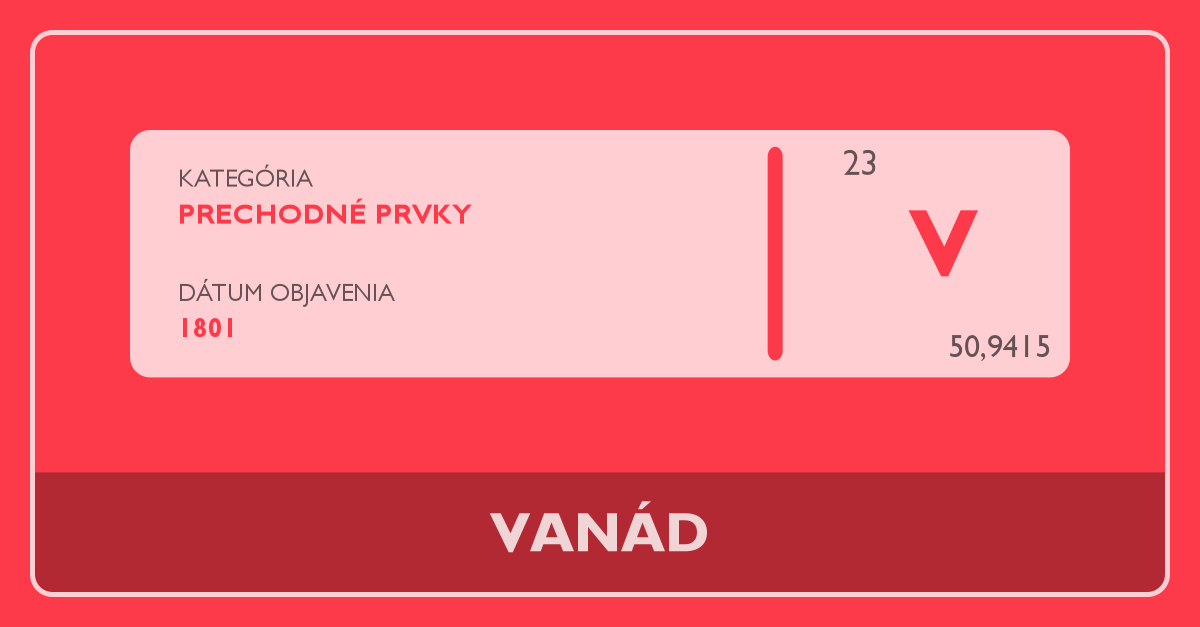 KATEGÓRIA
PRECHODNÉ PRVKY
DÁTUM OBJAVENIA
1801
23
V
50,9415
VANÁD